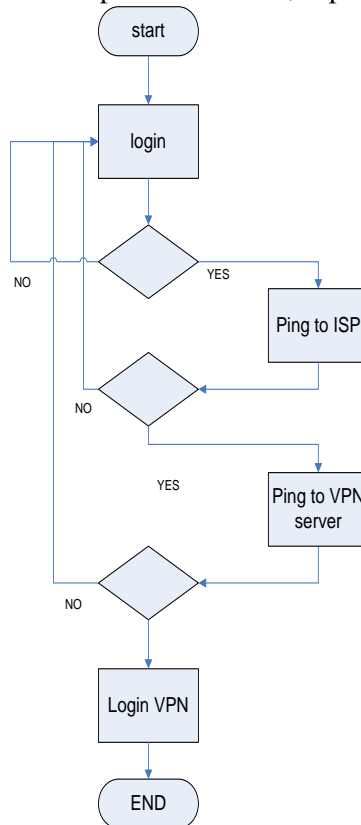 start
login
NO
YES
Ping to ISP
NO
YES
Ping to VPN
server
NO
Login VPN
END